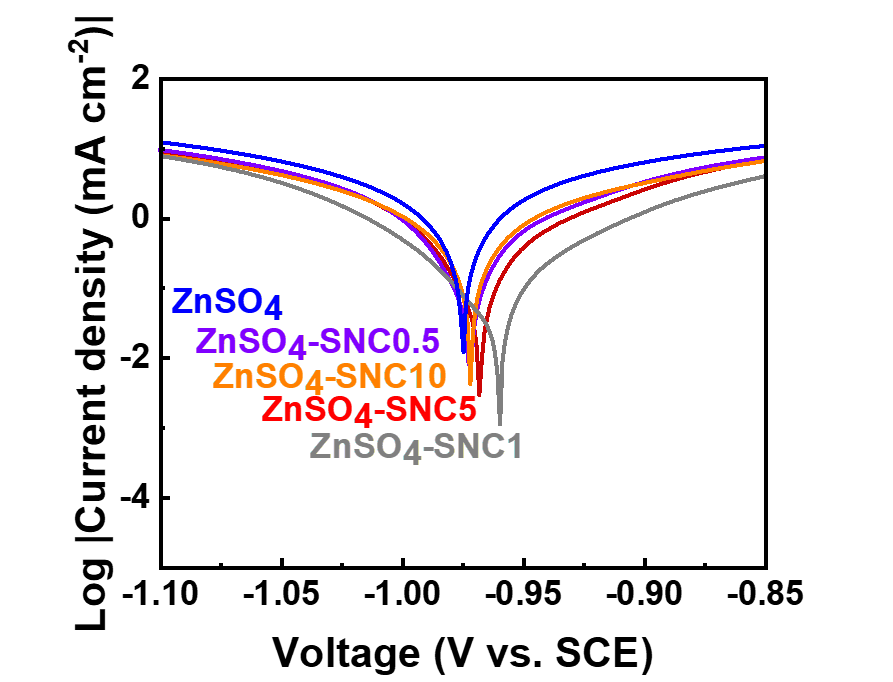 Log |Current density (mA cm⁻²)|
2
0
-2
-4
ZnSO₄
ZnSO₄-SNC0.5
ZnSO₄-SNC10
ZnSO₄-SNC5
ZnSO₄-SNC1
-1.10 -1.05 -1.00 -0.95 -0.90 -0.85
Voltage (V vs. SCE)